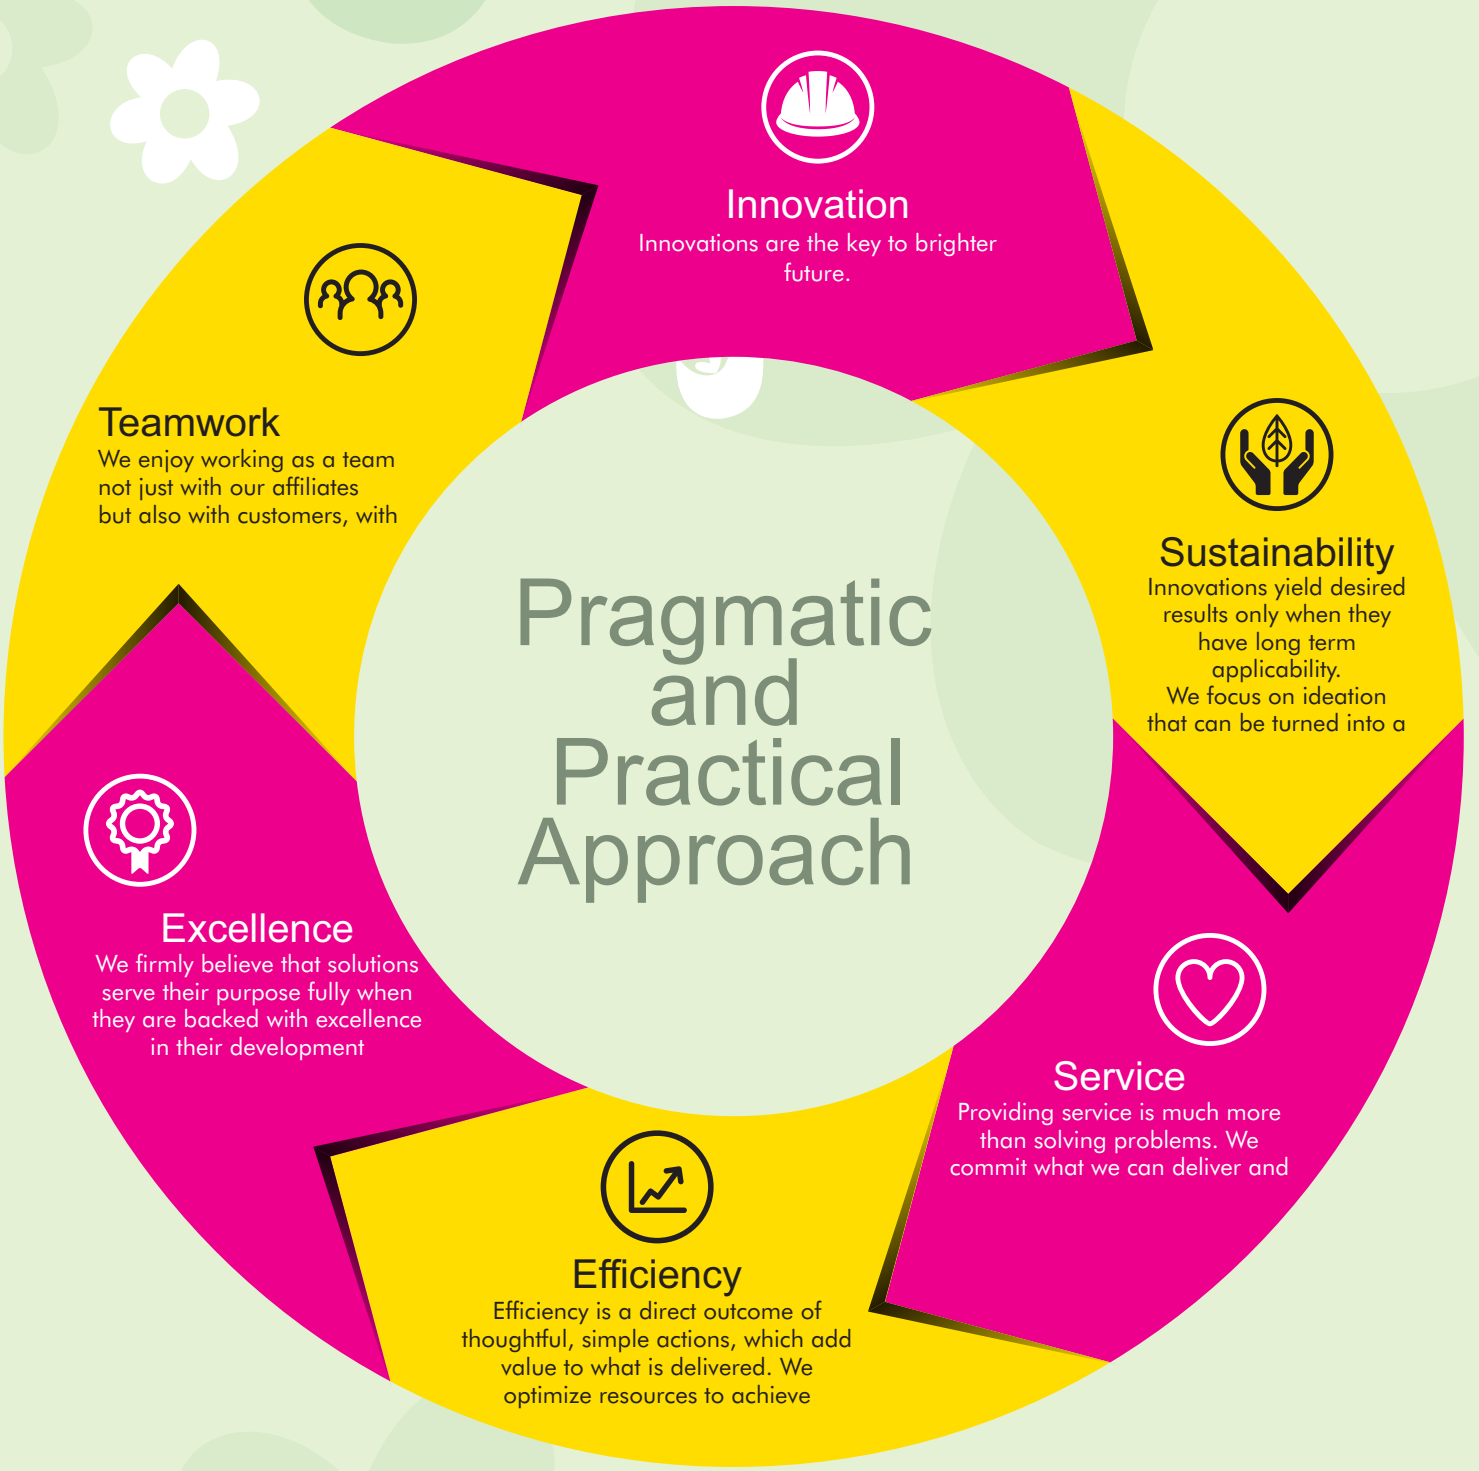 Innovation
Innovations are the key to brighter
future.
Sustainability
Innovations yield desired
results only when they
have long term
applicability.
We focus on ideation
that can be turned into a
Service
Providing service is much more
than solving problems. We
commit what we can deliver and
Efficiency
Efficiency is a direct outcome of
thoughtful, simple actions, which add
value to what is delivered. We
optimize resources to achieve
Excellence
We firmly believe that solutions
serve their purpose fully when
they are backed with excellence
in their development
Teamwork
We enjoy working as a team
not just with our affiliates
but also with customers, with
Pragmatic
and
Practical
Approach